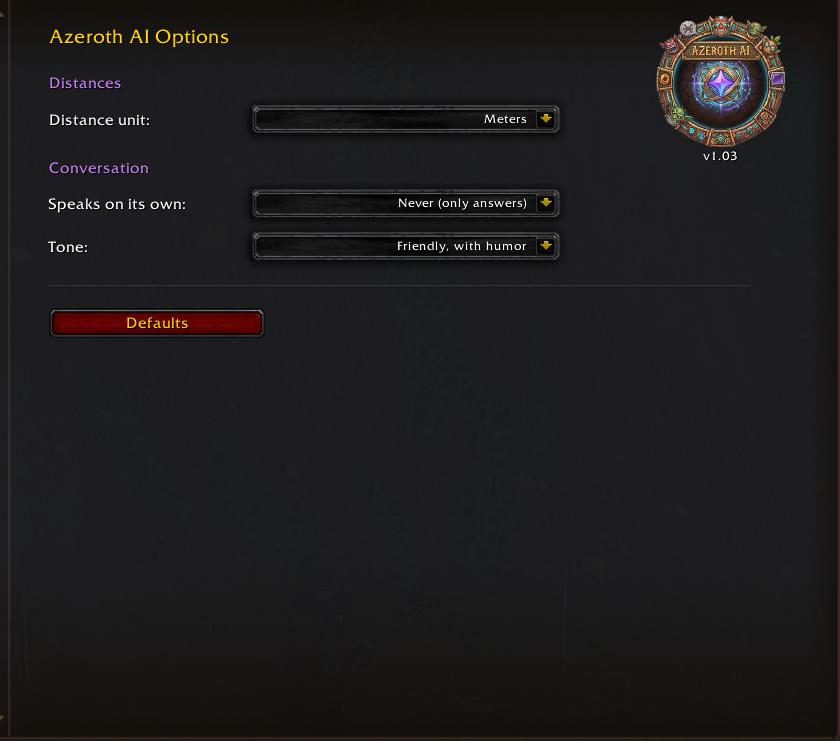 Azeroth AI Options
AZEROTH AI
v1.03
Distances
Distance unit:
Meters
Conversation
Speaks on its own:
Never (only answers)
Tone:
Friendly, with humor
Defaults